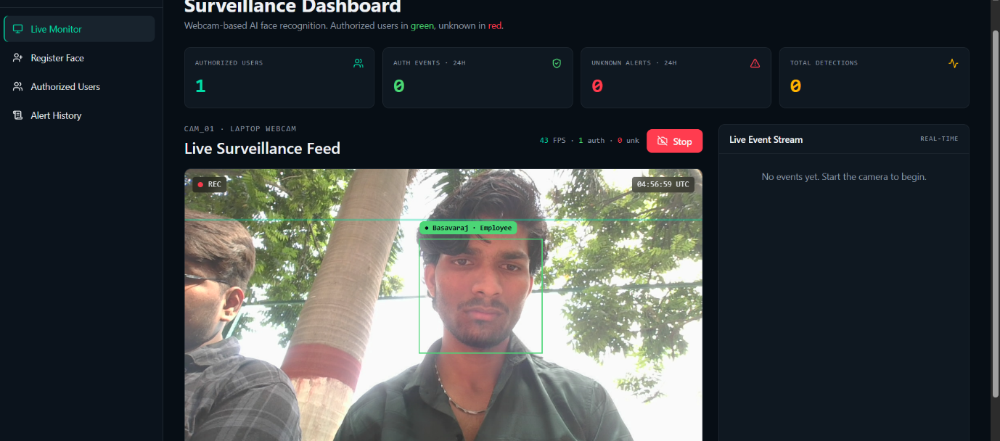 Surveillance Dashboard
Webcam-based AI face recognition. Authorized users in green, unknown in red.
Live Monitor
Register Face
Authorized Users
Alert History
AUTHORIZED USERS
1
AUTH EVENTS · 24H
0
UNKNOWN ALERTS · 24H
0
TOTAL DETECTIONS
0
CAM_01 · LAPTOP WEBCAM
Live Surveillance Feed
43 FPS · 1 auth · 0 unk
Stop
REC
04:56:59 UTC
● Basavaraj · Employee
Live Event Stream
REAL-TIME
No events yet. Start the camera to begin.